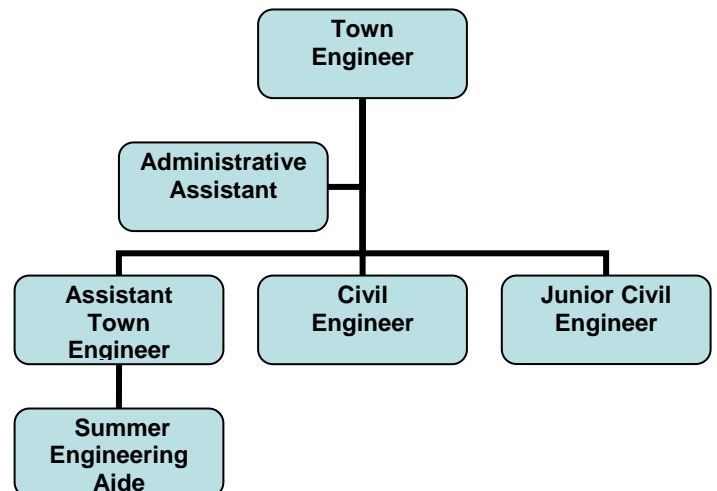 Town
Engineer
Administrative
Assistant
Assistant
Town
Engineer
Civil
Engineer
Junior Civil
Engineer
Summer
Engineering
Aide